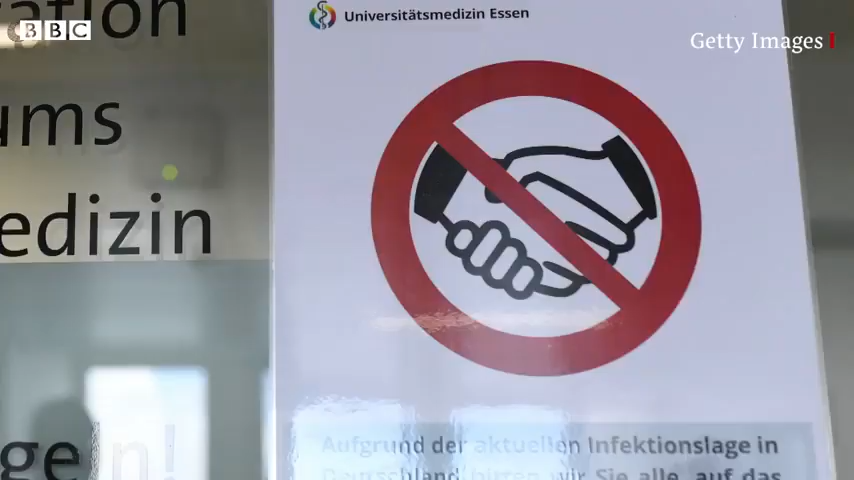 BBC
Getty Images
Universitätsmedizin Essen
ums
edizin
Aufgrund der aktuellen Infektionslage in
Deutschland bitten wir Sie alle, auf das